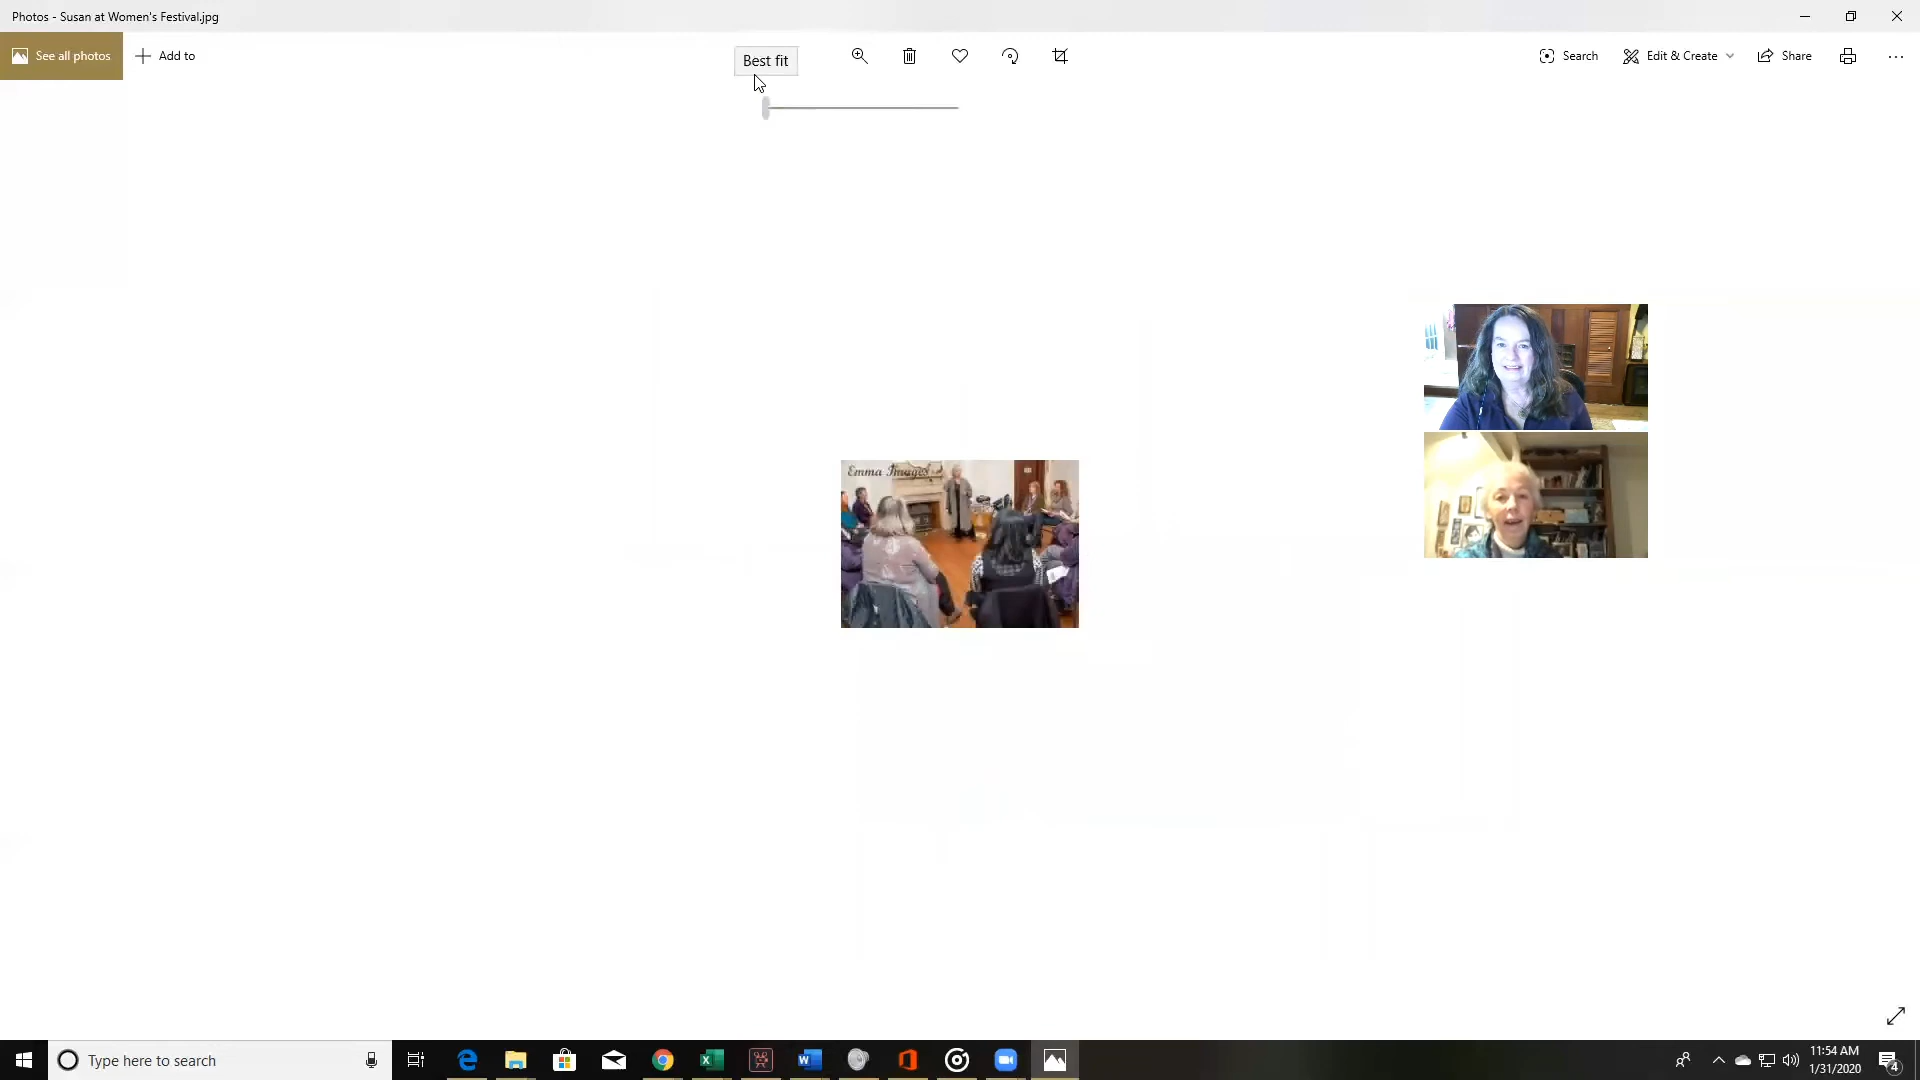 Photos - Susan at Women's Festival.jpg
See all photos
Add to
Best fit
Search
Edit & Create
Share
Emma Images
Type here to search
11:54 AM
1/31/2020
4